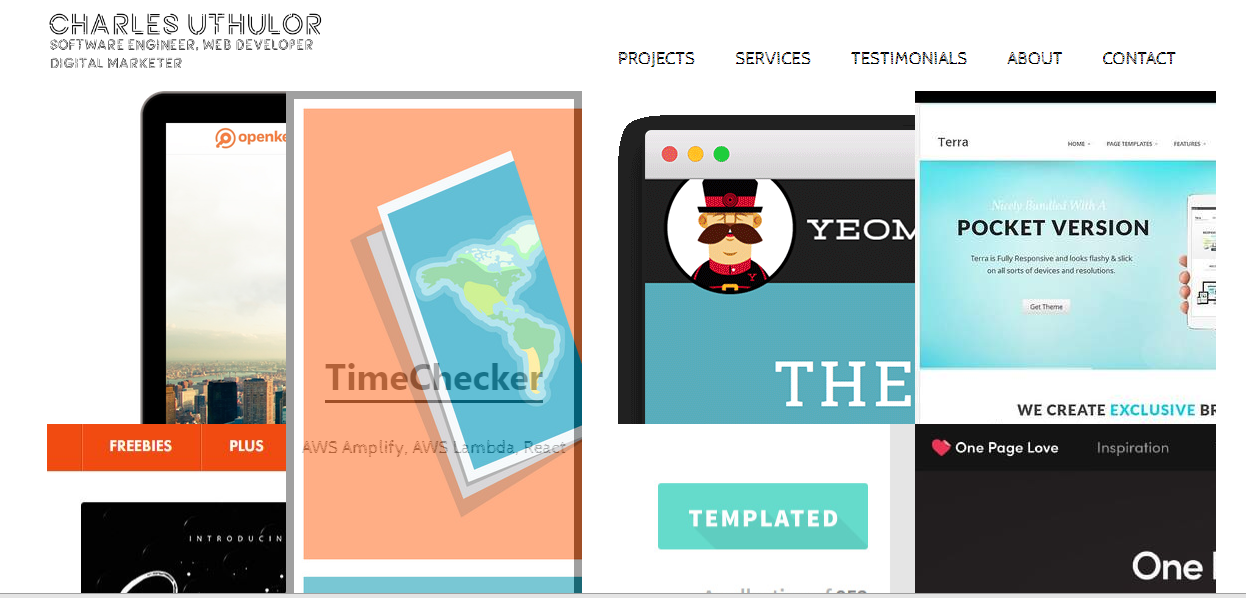 CHARLES UTHULOR
SOFTWARE ENGINEER, WEB DEVELOPER
DIGITAL MARKETER
PROJECTS SERVICES TESTIMONIALS ABOUT CONTACT
openke
TimeChecker
AWS Amplify, AWS Lambda, React
FREEBIES PLUS
INTRODUCIN
YEOM
THE
TEMPLATED
Terra
HOME PAGE TEMPLATES FEATURES
Nicely Bundled With A
POCKET VERSION
Terra is Fully Responsive and looks flashy & slick
on all sorts of devices and resolutions.
Get Theme
WE CREATE EXCLUSIVE BR
One Page Love Inspiration
One